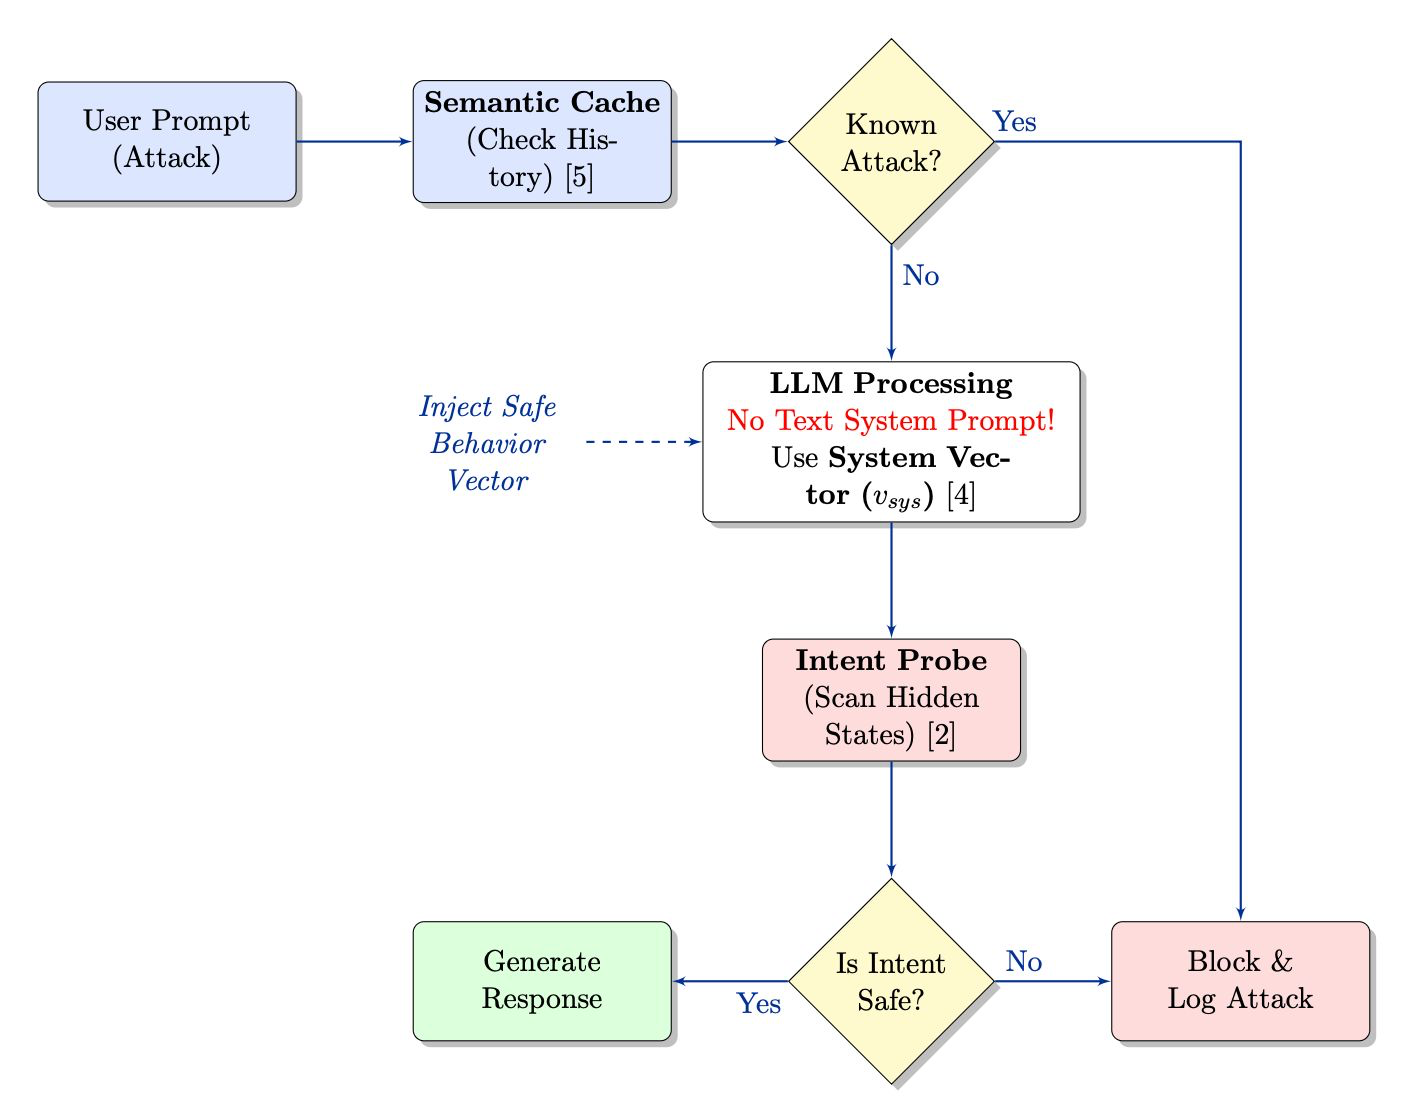 User Prompt
(Attack)
Semantic Cache
(Check His-
tory) [5]
Known
Attack?
Yes
No
Inject Safe
Behavior
Vector
LLM Processing
No Text System Prompt!
Use System Vec-
tor (v_sys) [4]
Intent Probe
(Scan Hidden
States) [2]
Generate
Response
Yes
Is Intent
Safe?
No
Block &
Log Attack